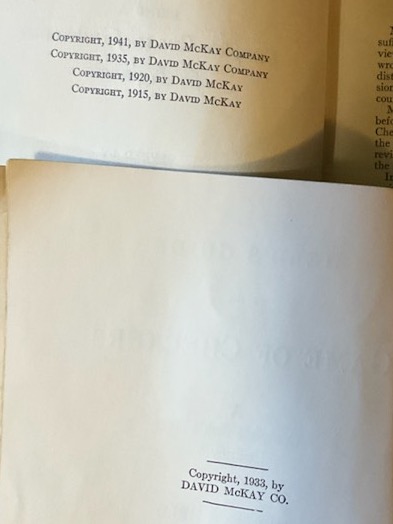 COPYRIGHT, 1941, BY DAVID MCKAY COMPANY
COPYRIGHT, 1935, BY DAVID MCKAY COMPANY
COPYRIGHT, 1920, BY DAVID MCKAY
COPYRIGHT, 1915, BY DAVID MCKAY
Copyright, 1933, by
DAVID McKAY CO.